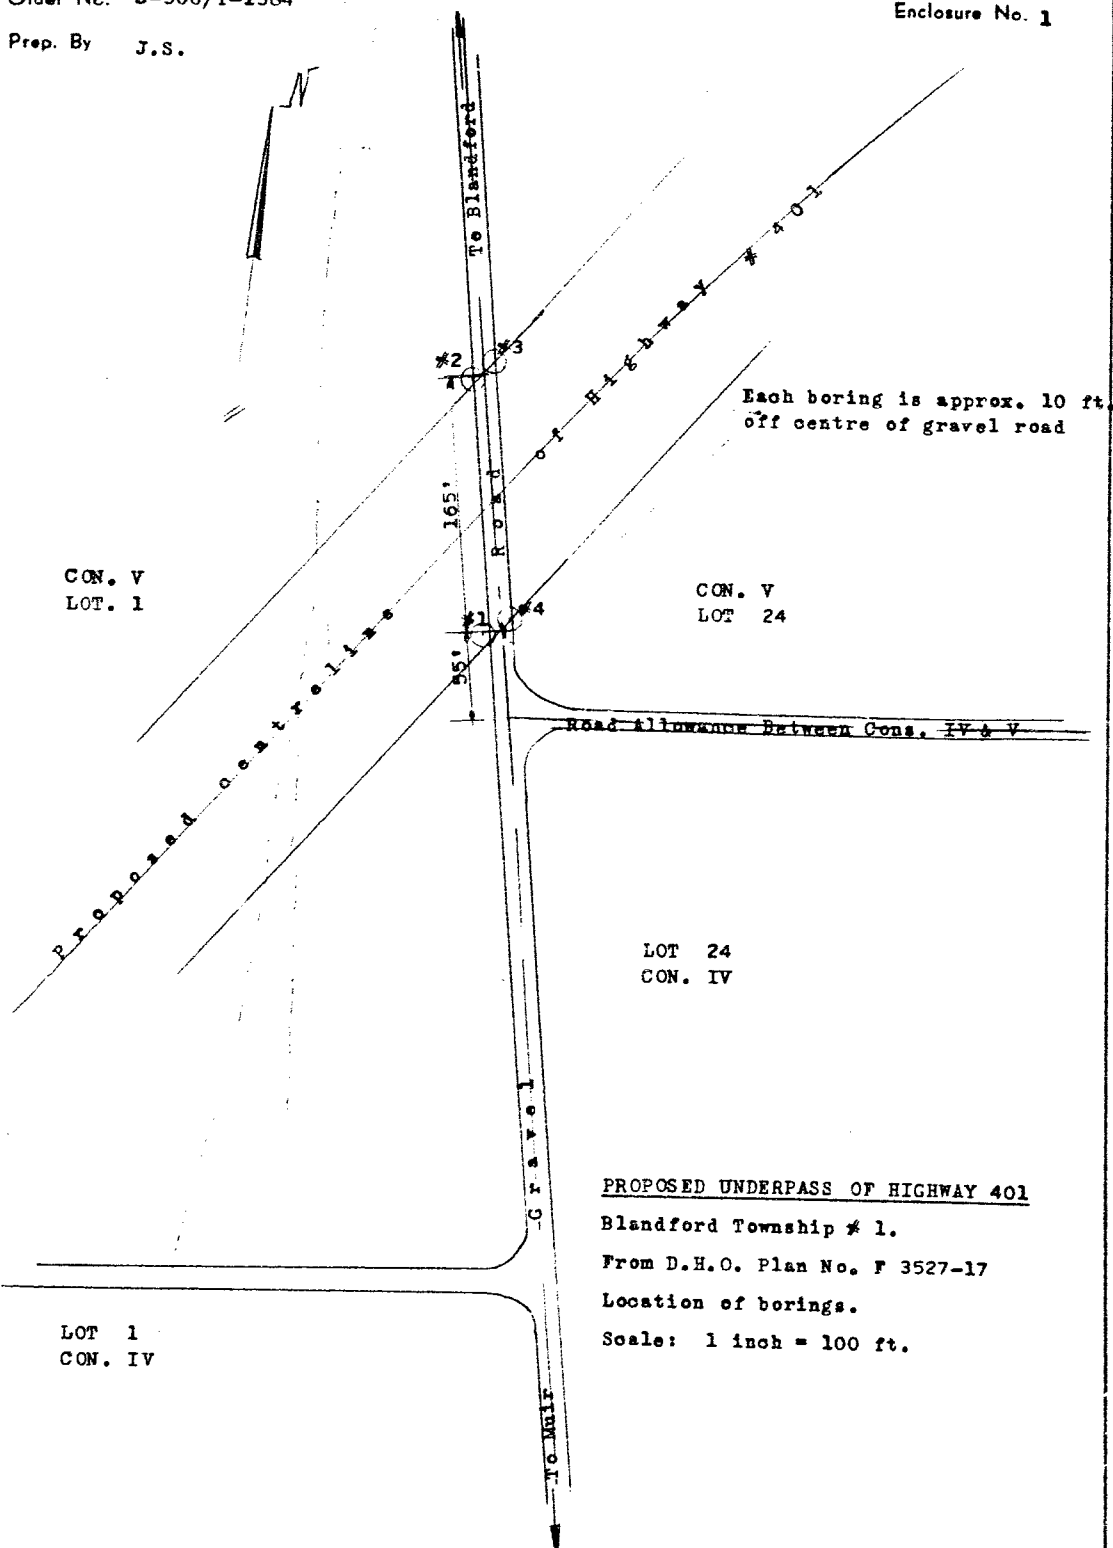 Enclosure No. 1
Prep. By J.S.
N
To Blandford
Proposed centreline of Highway # 401
#2
#3
Each boring is approx. 10 ft.
off centre of gravel road
165'
CON. V
LOT. 1
CON. V
LOT 24
#1
#4
55'
Road Allowance Between Cons. IV & V
LOT 24
CON. IV
Gravel Road
PROPOSED UNDERPASS OF HIGHWAY 401
Blandford Township # 1.
From D.H.O. Plan No. F 3527-17
Location of borings.
Scale: 1 inch = 100 ft.
LOT 1
CON. IV
To Muir